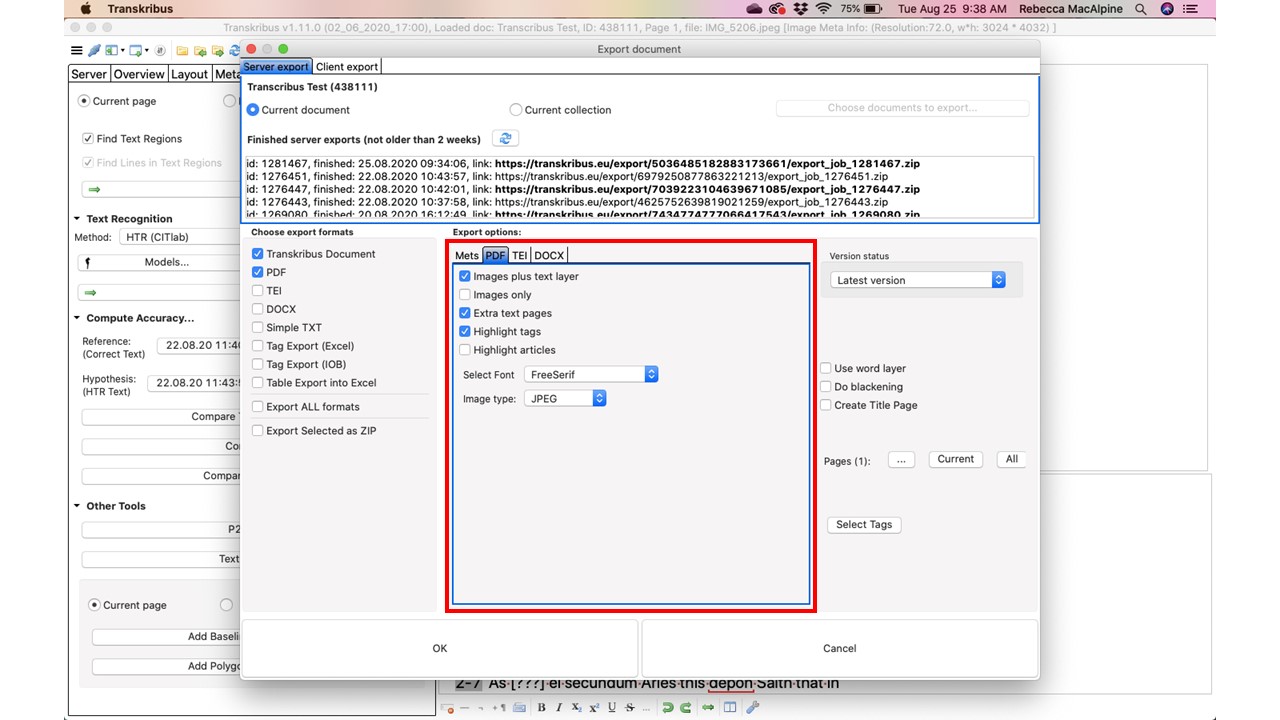 Transkribus 75% Tue Aug 25 9:38 AM Rebecca MacAlpine
Transkribus v1.11.0 (02_06_2020_17:00), Loaded doc: Transcribus Test, ID: 438111, Page 1, file: IMG_5206.jpeg [Image Meta Info: (Resolution:72.0, w*h: 3024 * 4032) ]
Export document
Server Overview Layout Meta
Server export Client export
Transcribus Test (438111)
Current page
Current document Current collection Choose documents to export...
Find Text Regions
Finished server exports (not older than 2 weeks)
Find Lines in Text Regions
id: 1281467, finished: 25.08.2020 09:34:06, link: https://transkribus.eu/export/5036485182883173661/export_job_1281467.zip
id: 1276451, finished: 22.08.2020 10:43:57, link: https://transkribus.eu/export/6979250877863221213/export_job_1276451.zip
id: 1276447, finished: 22.08.2020 10:42:01, link: https://transkribus.eu/export/7039223104639671085/export_job_1276447.zip
id: 1276443, finished: 22.08.2020 10:37:58, link: https://transkribus.eu/export/4625752639819021259/export_job_1276443.zip
id: 1269080, finished: 20.08.2020 16:12:49, link: https://transkribus.eu/export/7434774777066417543/export_job_1269080.zip
Text Recognition
Method: HTR (CITlab)
Models...
Compute Accuracy...
Reference: 22.08.20 11:4
(Correct Text)
Hypothesis: 22.08.20 11:43:
(HTR Text)
Compare
Co
Compar
Other Tools
P2
Text
Current page
Add Baseli
Add Polyg
Choose export formats
Transkribus Document
PDF
TEI
DOCX
Simple TXT
Tag Export (Excel)
Tag Export (IOB)
Table Export into Excel
Export ALL formats
Export Selected as ZIP
Export options:
Mets PDF TEI DOCX
Images plus text layer
Images only
Extra text pages
Highlight tags
Highlight articles
Select Font FreeSerif
Image type: JPEG
Version status
Latest version
Use word layer
Do blackening
Create Title Page
Pages (1): ... Current All
Select Tags
OK Cancel
2-7 As·[???]·ei·secundum·Arles·this·depon·Saith·that·in
B I X₂ X² U S ...